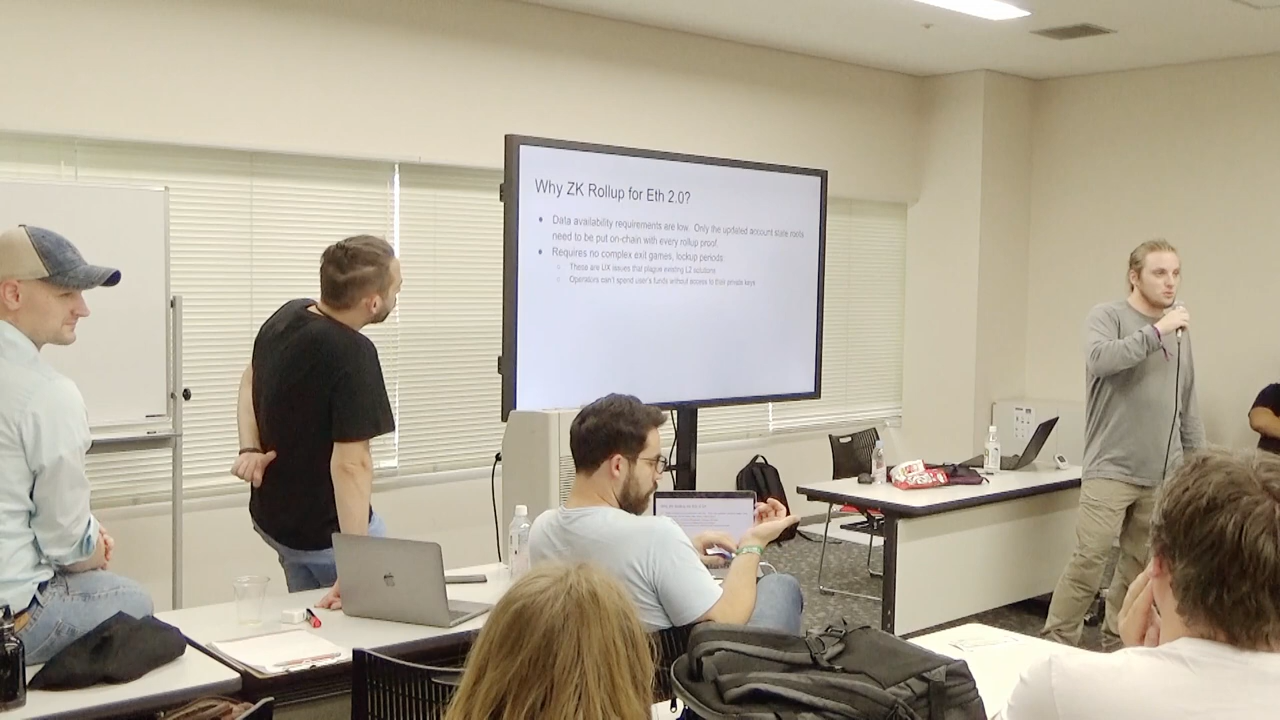 Why ZK Rollup for Eth 2.0?
Data availability requirements are low. Only the updated account state roots
need to be put on-chain with every rollup proof.
Requires no complex exit games, lockup periods:
These are UX issues that plague existing L2 solutions
Operators can't spend user's funds without access to their private keys